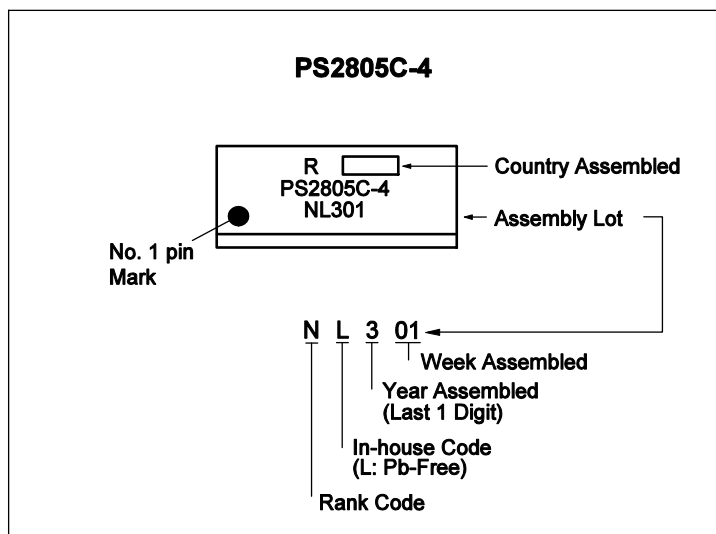 PS2805C-4
R
Country Assembled
PS2805C-4
NL301
Assembly Lot
No. 1 pin
Mark
N L 3 01
Week Assembled
Year Assembled
(Last 1 Digit)
In-house Code
(L: Pb-Free)
Rank Code